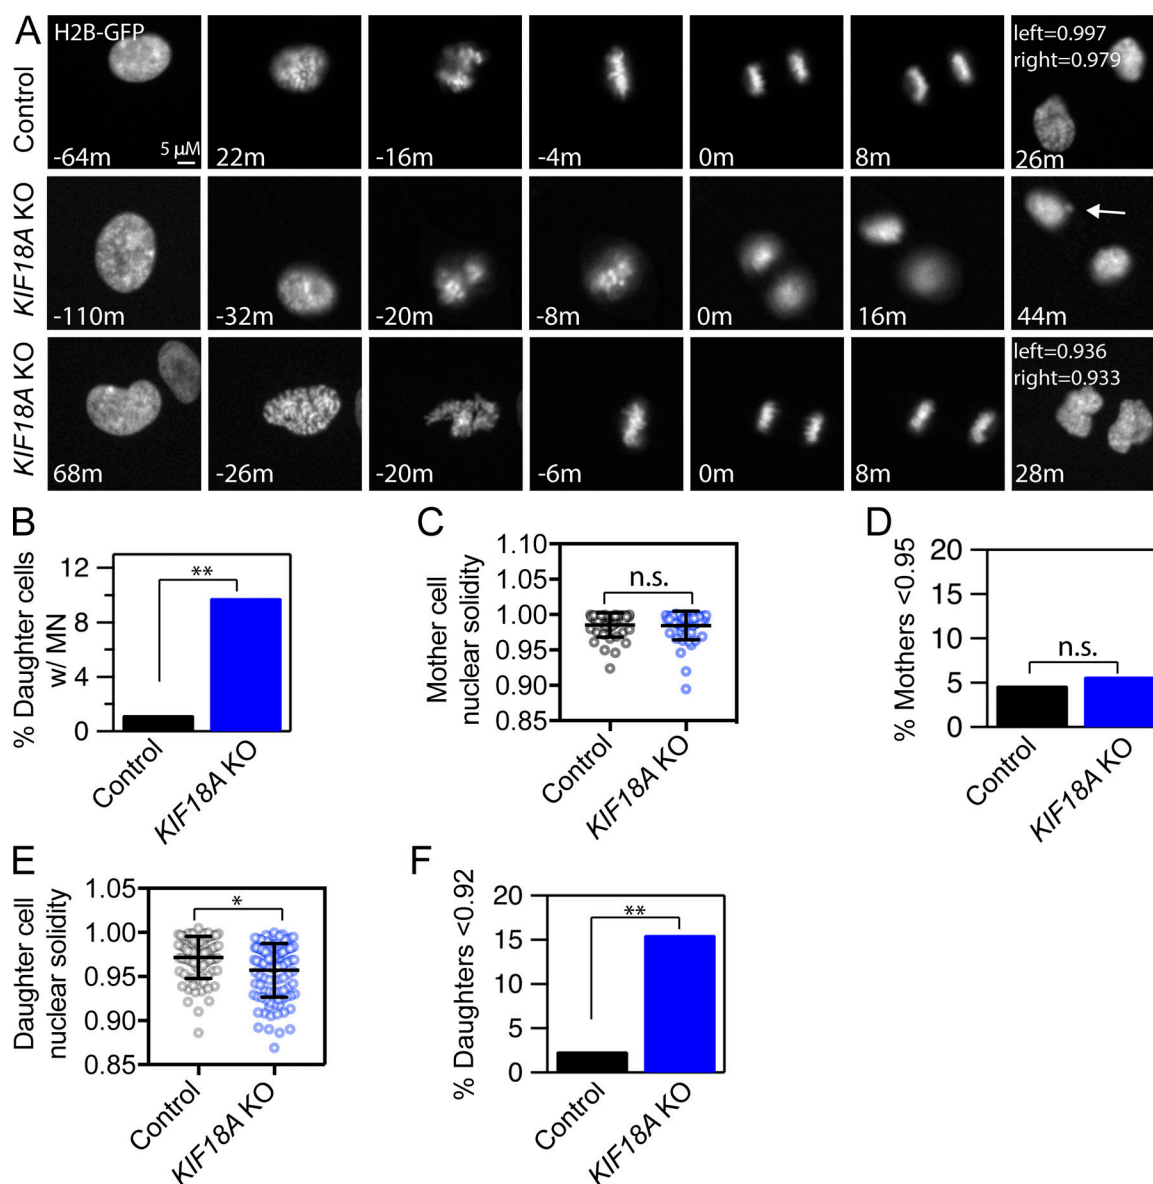 A
Control
H2B-GFP
-64m
5 µM
22m
-16m
-4m
0m
8m
left=0.997
right=0.979
26m
KIF18A KO
-110m
-32m
-20m
-8m
0m
16m
44m
KIF18A KO
68m
-26m
-20m
-6m
0m
8m
left=0.936
right=0.933
28m
B
% Daughter cells
w/ MN
12
8
4
0
**
Control
KIF18A KO
C
Mother cell
nuclear solidity
1.10
1.05
1.00
0.95
0.90
0.85
n.s.
Control
KIF18A KO
D
% Mothers <0.95
20
15
10
5
0
n.s.
Control
KIF18A KO
E
Daughter cell
nuclear solidity
1.05
1.00
0.95
0.90
0.85
*
Control
KIF18A KO
F
% Daughters <0.92
20
15
10
5
0
**
Control
KIF18A KO